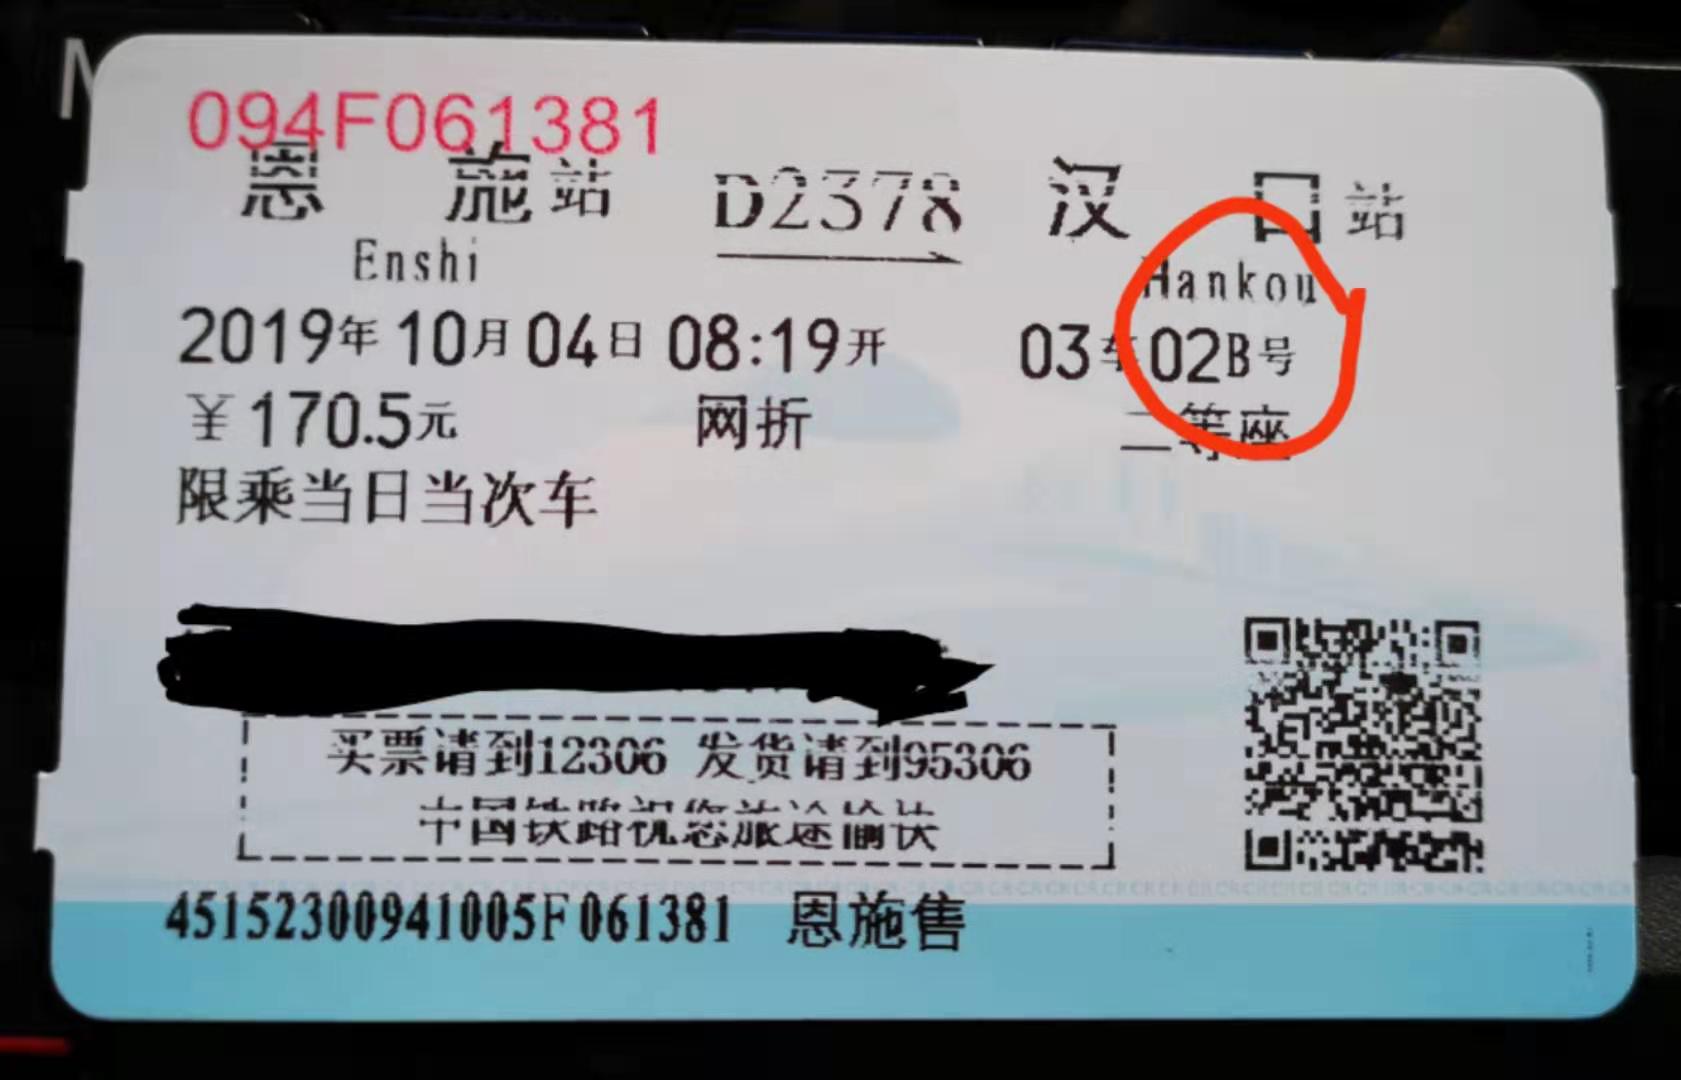 094F061381
恩施站 D2378 汉口站
Enshi Hankou
2019年10月04日08:19开 03车02B号
¥170.5元 网折 二等座
限乘当日当次车
买票请到12306 发货请到95306
中国铁路祝您旅途愉快
45152300941005F061381 恩施售